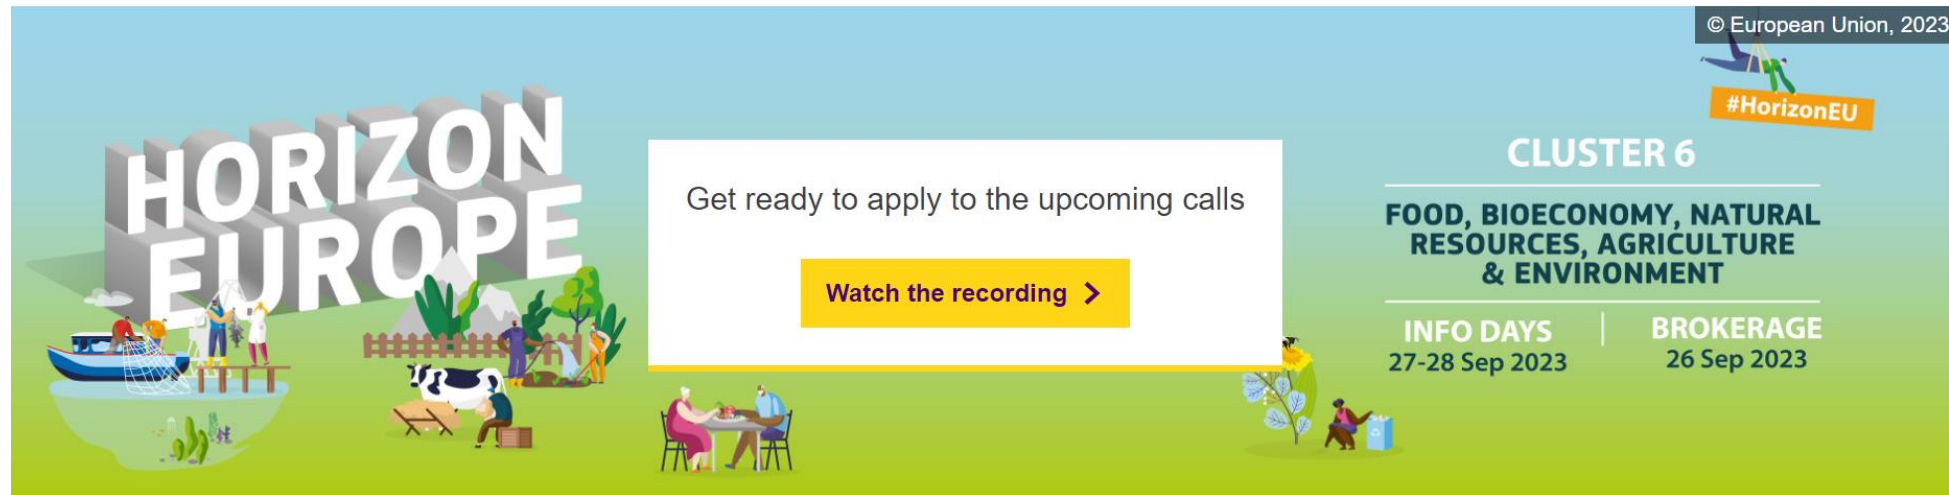 © European Union, 2023
HORIZON
EUROPE
Get ready to apply to the upcoming calls
Watch the recording
#HorizonEU
CLUSTER 6
FOOD, BIOECONOMY, NATURAL
RESOURCES, AGRICULTURE
& ENVIRONMENT
INFO DAYS
27-28 Sep 2023
BROKERAGE
26 Sep 2023